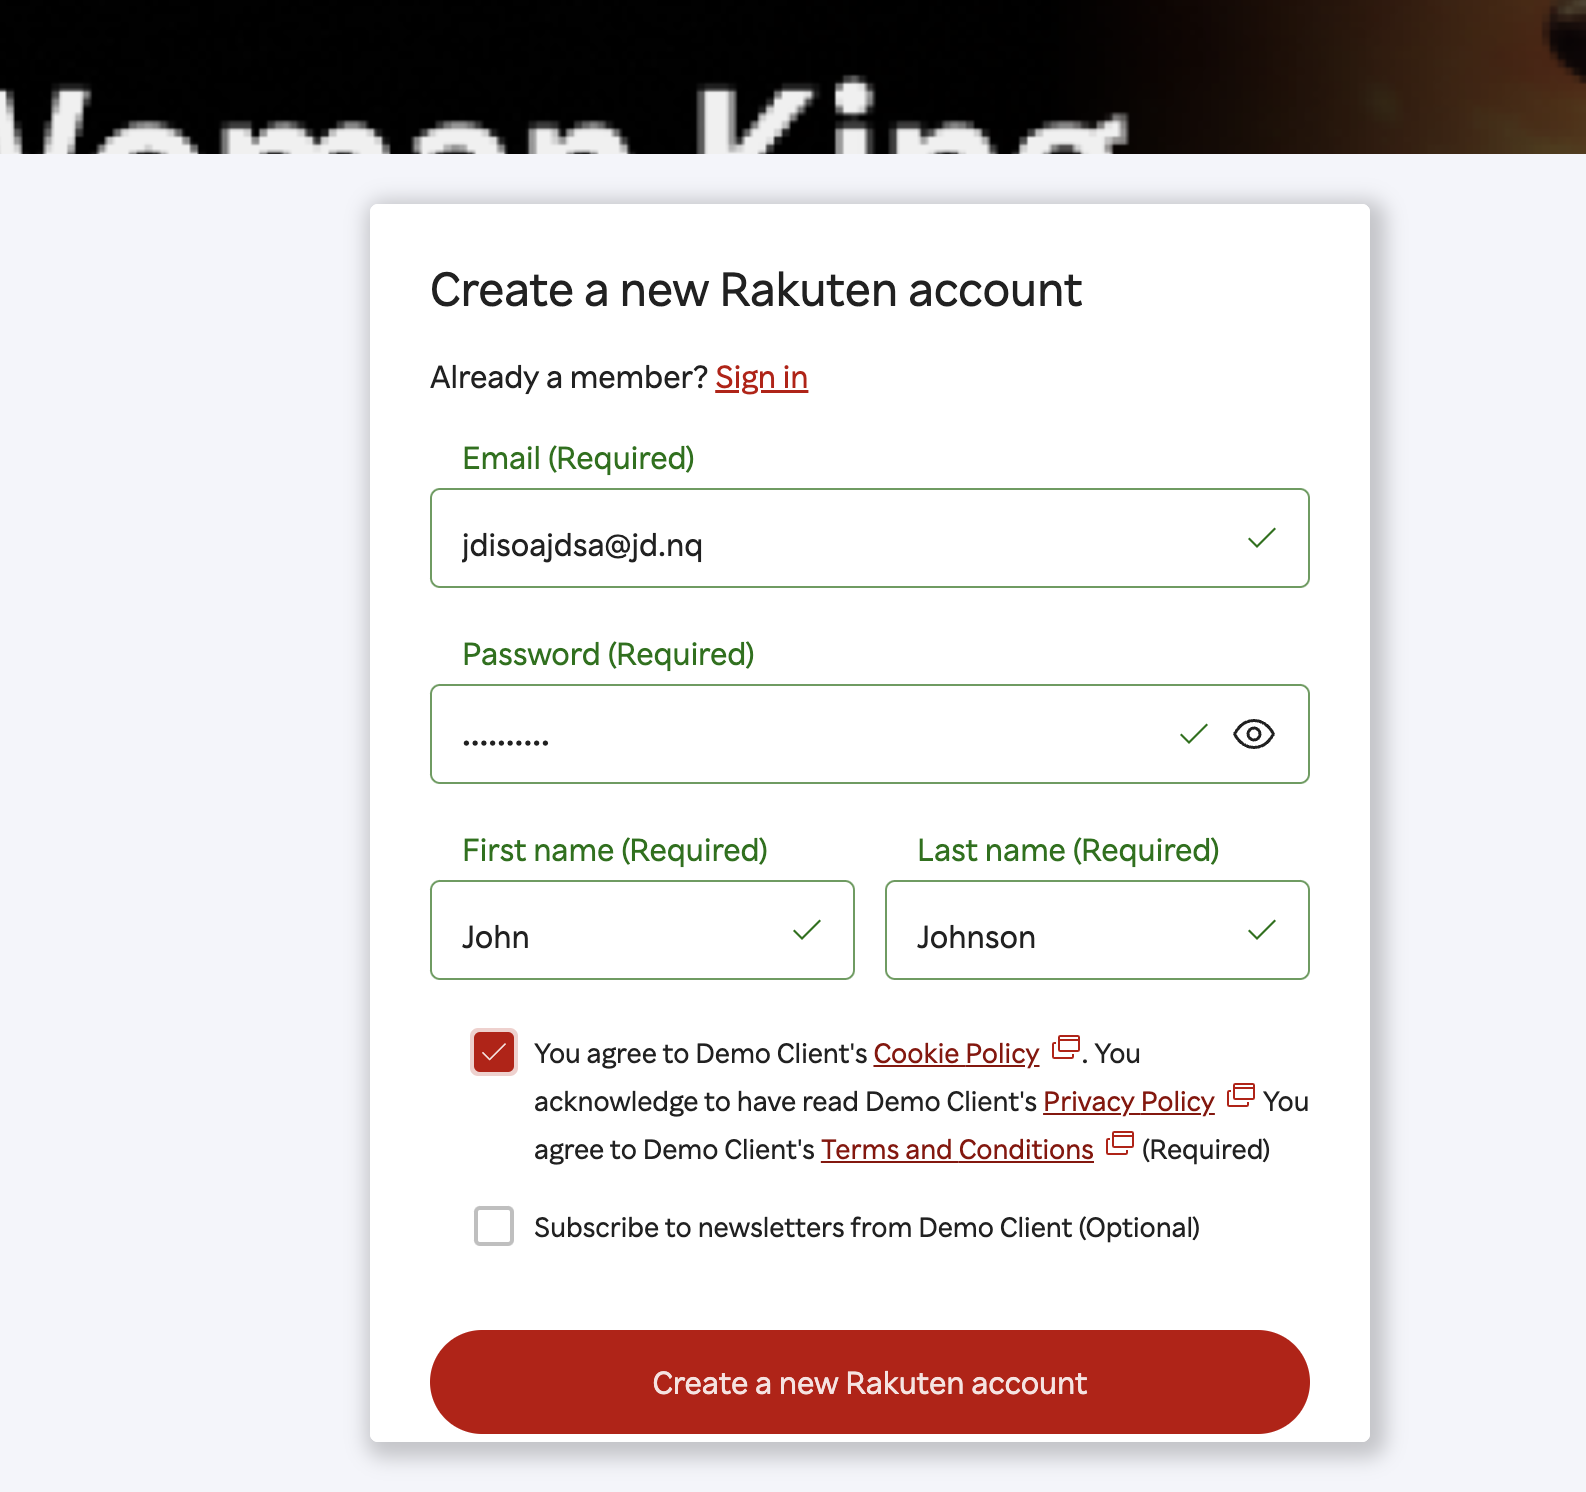 Woman King
Create a new Rakuten account
Already a member? Sign in
Email (Required)
jdisoajdsa@jd.nq
Password (Required)
••••••••••
First name (Required)
Last name (Required)
John
Johnson
You agree to Demo Client's Cookie Policy . You
acknowledge to have read Demo Client's Privacy Policy You
agree to Demo Client's Terms and Conditions (Required)
Subscribe to newsletters from Demo Client (Optional)
Create a new Rakuten account